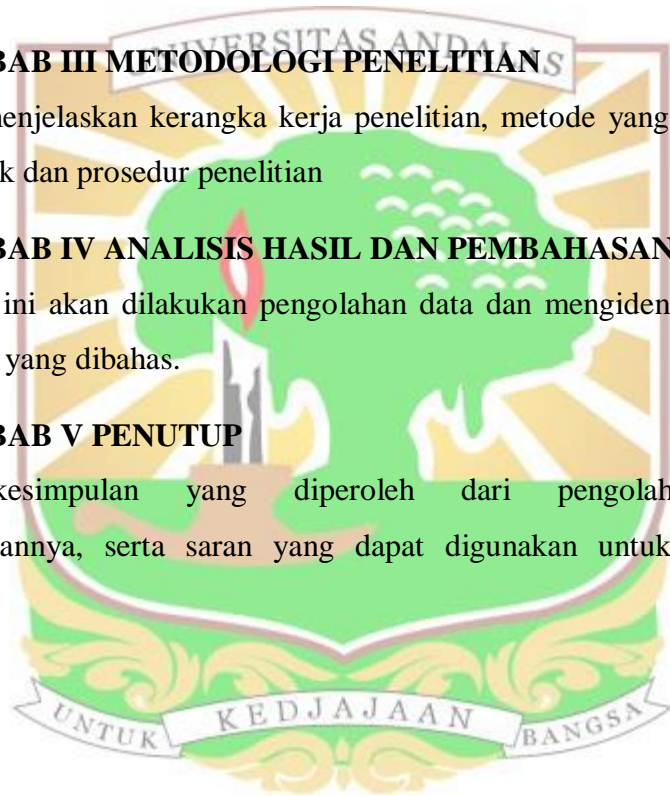 UNIVERSITAS ANDALAS
BAB III METODOLOGI PENELITIAN
menjelaskan kerangka kerja penelitian, metode yang
k dan prosedur penelitian
BAB IV ANALISIS HASIL DAN PEMBAHASAN
ini akan dilakukan pengolahan data dan mengiden
yang dibahas.
BAB V PENUTUP
kesimpulan yang diperoleh dari pengolah
annya, serta saran yang dapat digunakan untuk
UNTUK KEDJAJAAN BANGSA